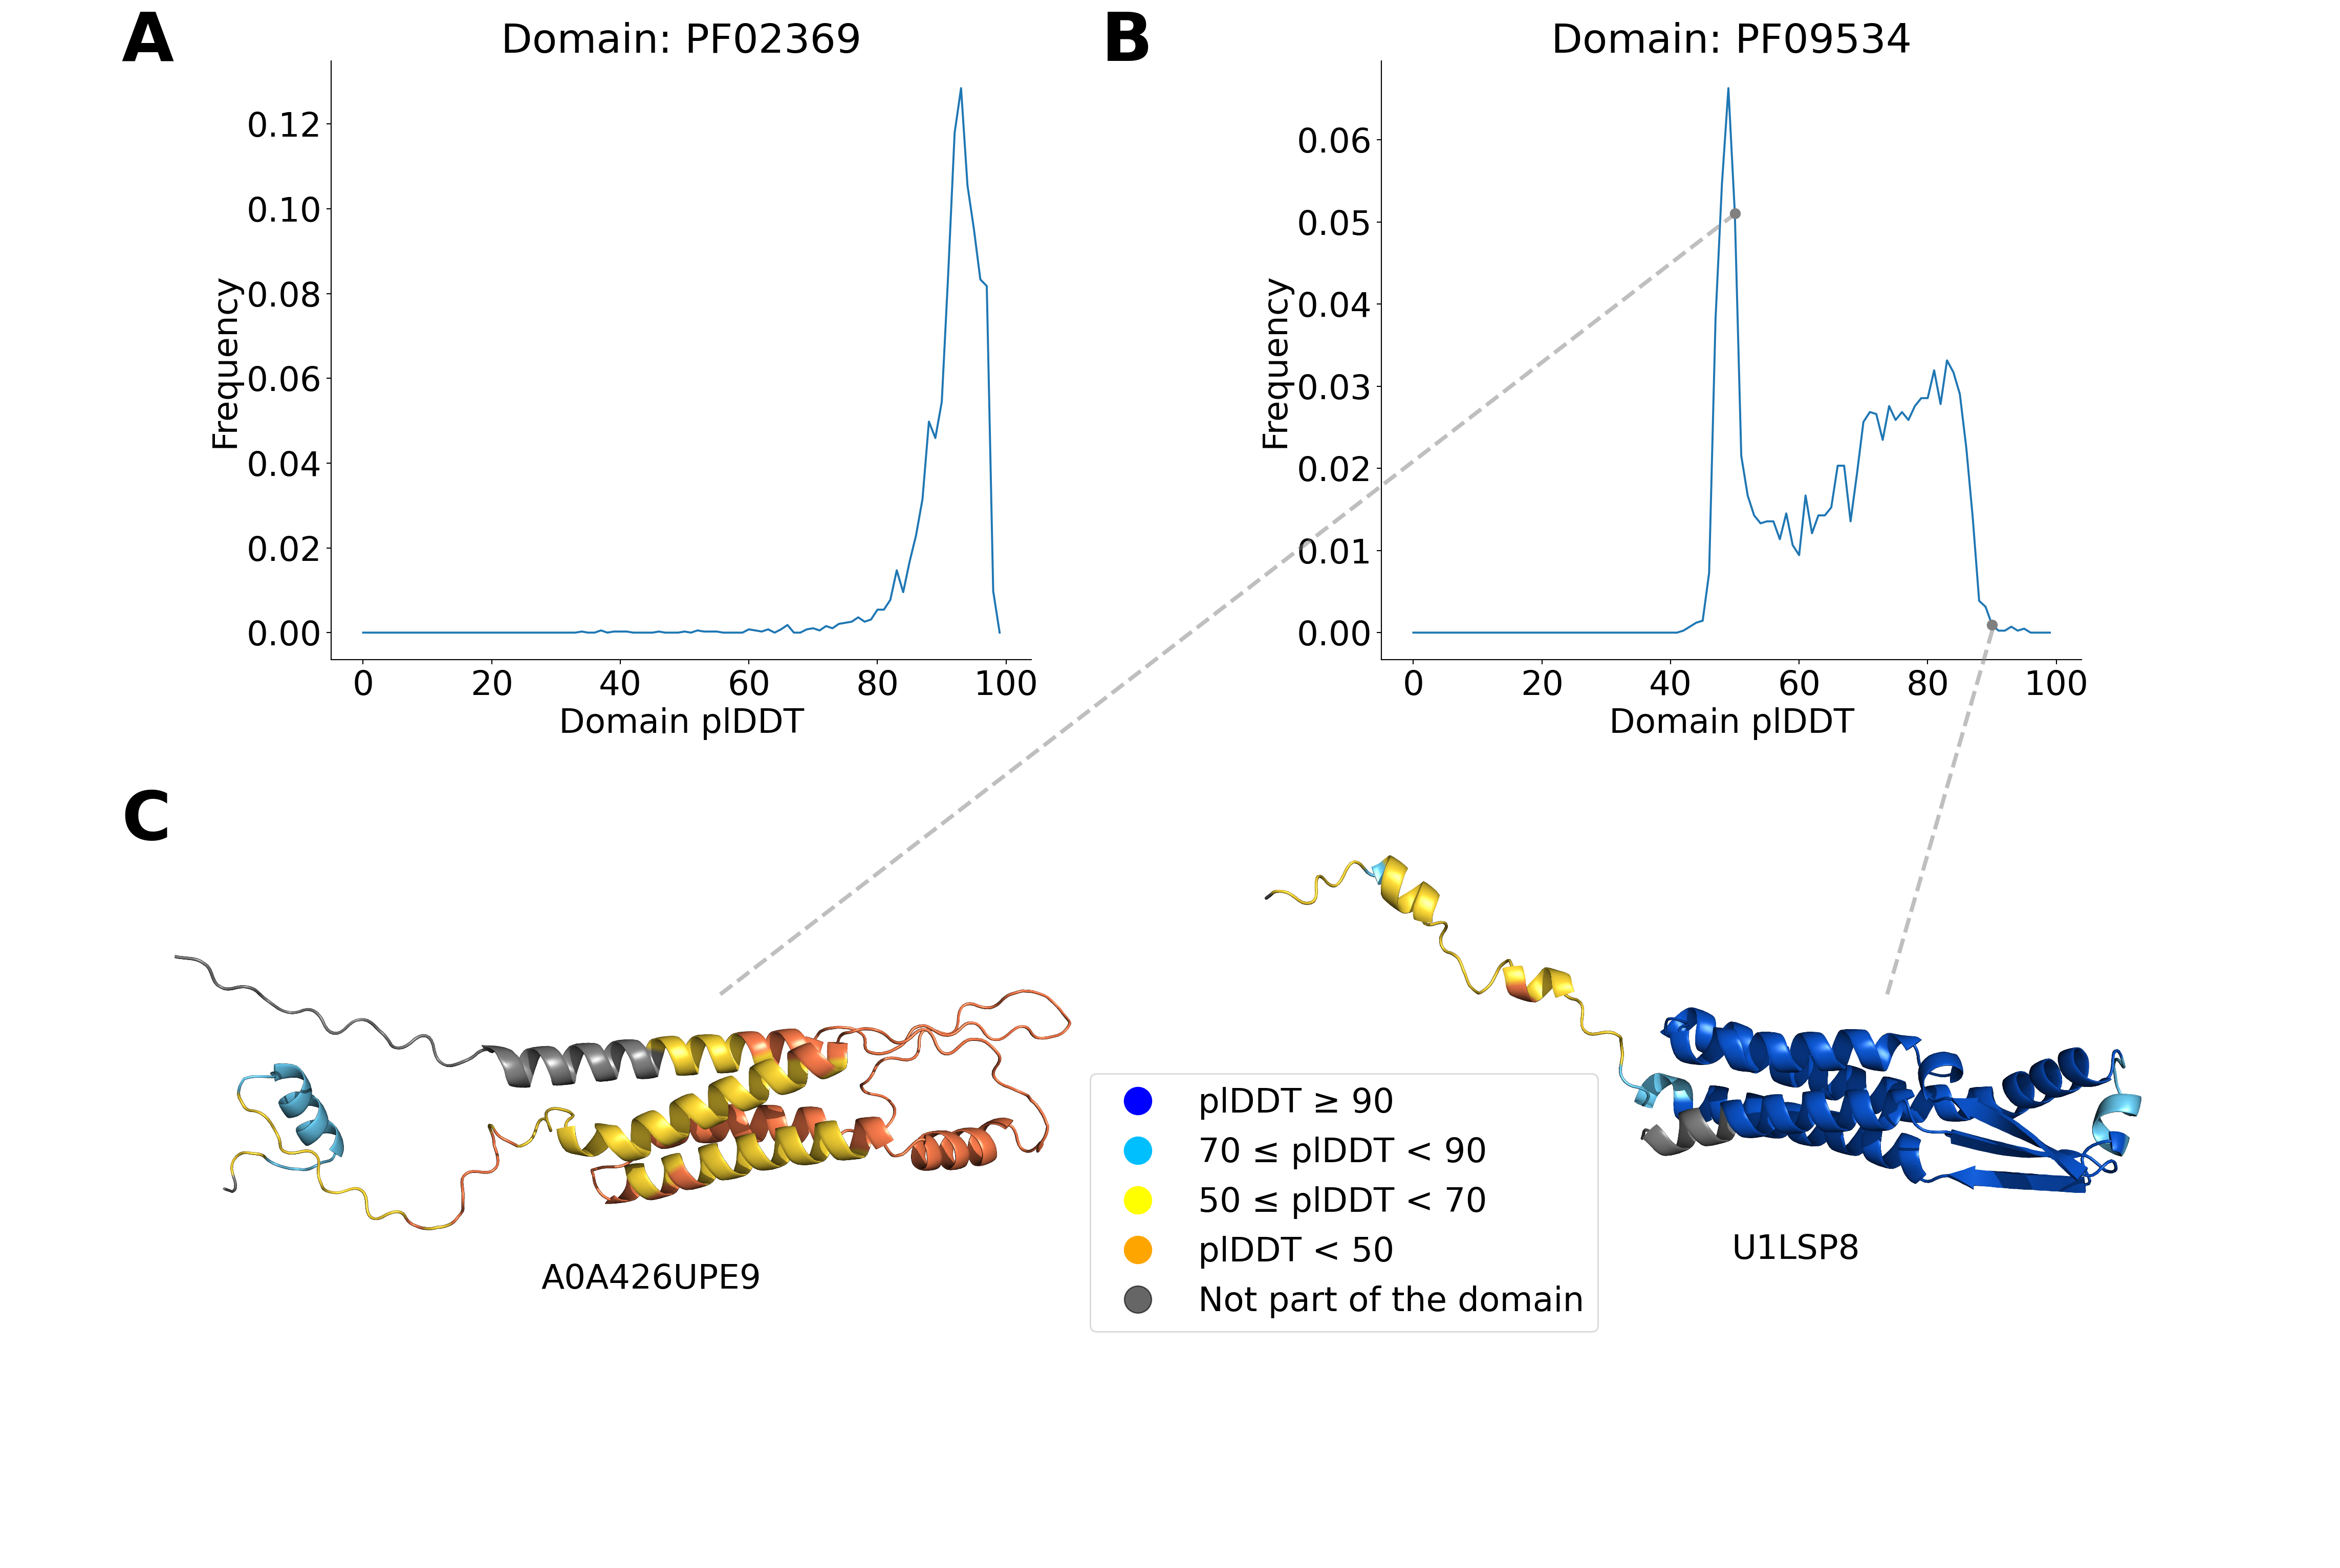 A
Domain: PF02369
Frequency
0.12
0.10
0.08
0.06
0.04
0.02
0.00
0 20 40 60 80 100
Domain plDDT
B
Domain: PF09534
Frequency
0.06
0.05
0.04
0.03
0.02
0.01
0.00
0 20 40 60 80 100
Domain plDDT
C
A0A426UPE9
plDDT ≥ 90
70 ≤ plDDT < 90
50 ≤ plDDT < 70
plDDT < 50
Not part of the domain
U1LSP8